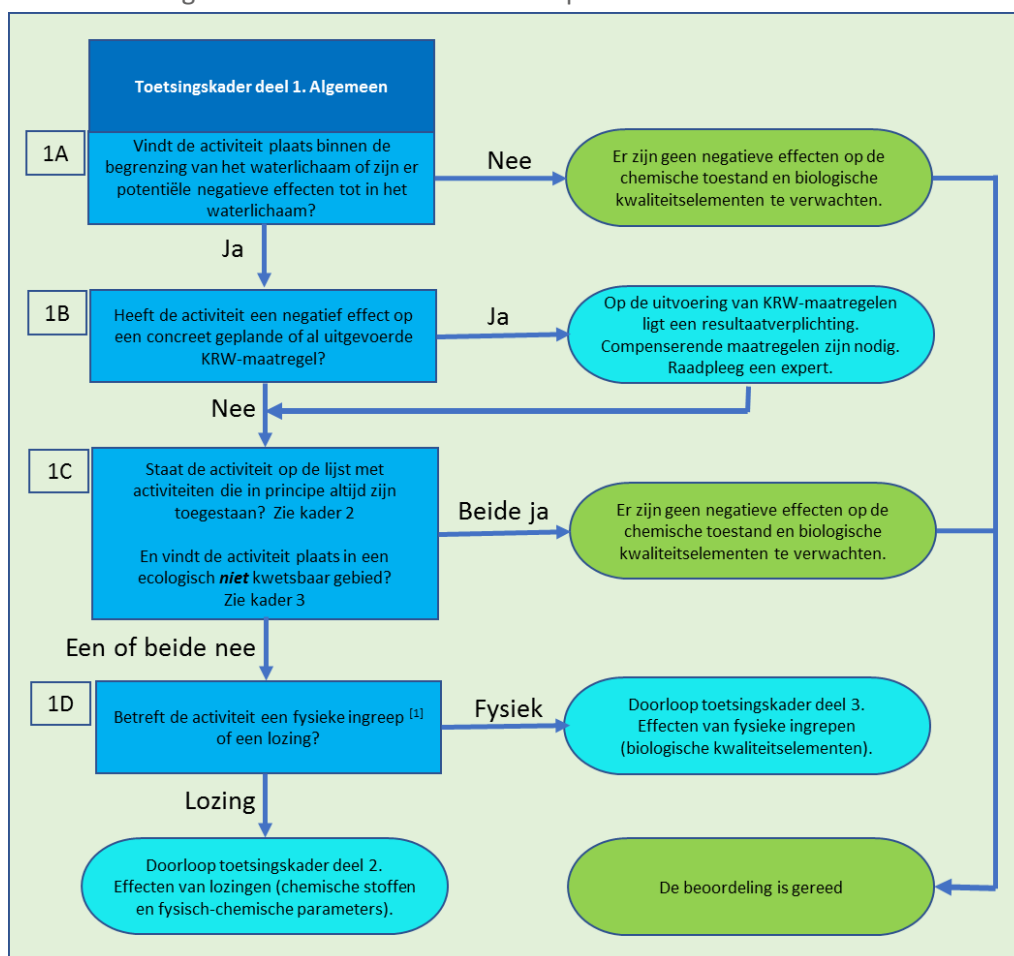 Toetsingskader deel 1. Algemeen
1A
Vindt de activiteit plaats binnen de
begrenzing van het waterlichaam of zijn er
potentiële negatieve effecten tot in het
waterlichaam?
Nee
Er zijn geen negatieve effecten op de
chemische toestand en biologische
kwaliteitselementen te verwachten.
Ja
1B
Heeft de activiteit een negatief effect op
een concreet geplande of al uitgevoerde
KRW-maatregel?
Ja
Op de uitvoering van KRW-maatregelen
ligt een resultaatverplichting.
Compenserende maatregelen zijn nodig.
Raadpleeg een expert.
Nee
1C
Staat de activiteit op de lijst met
activiteiten die in principe altijd zijn
toegestaan? Zie kader 2
En vindt de activiteit plaats in een
ecologisch niet kwetsbaar gebied?
Zie kader 3
Beide ja
Er zijn geen negatieve effecten op de
chemische toestand en biologische
kwaliteitselementen te verwachten.
Een of beide nee
1D
Betreft de activiteit een fysieke ingreep [1]
of een lozing?
Fysiek
Doorloop toetsingskader deel 3.
Effecten van fysieke ingrepen
(biologische kwaliteitselementen).
Lozing
Doorloop toetsingskader deel 2.
Effecten van lozingen (chemische stoffen
en fysisch-chemische parameters).
De beoordeling is gereed